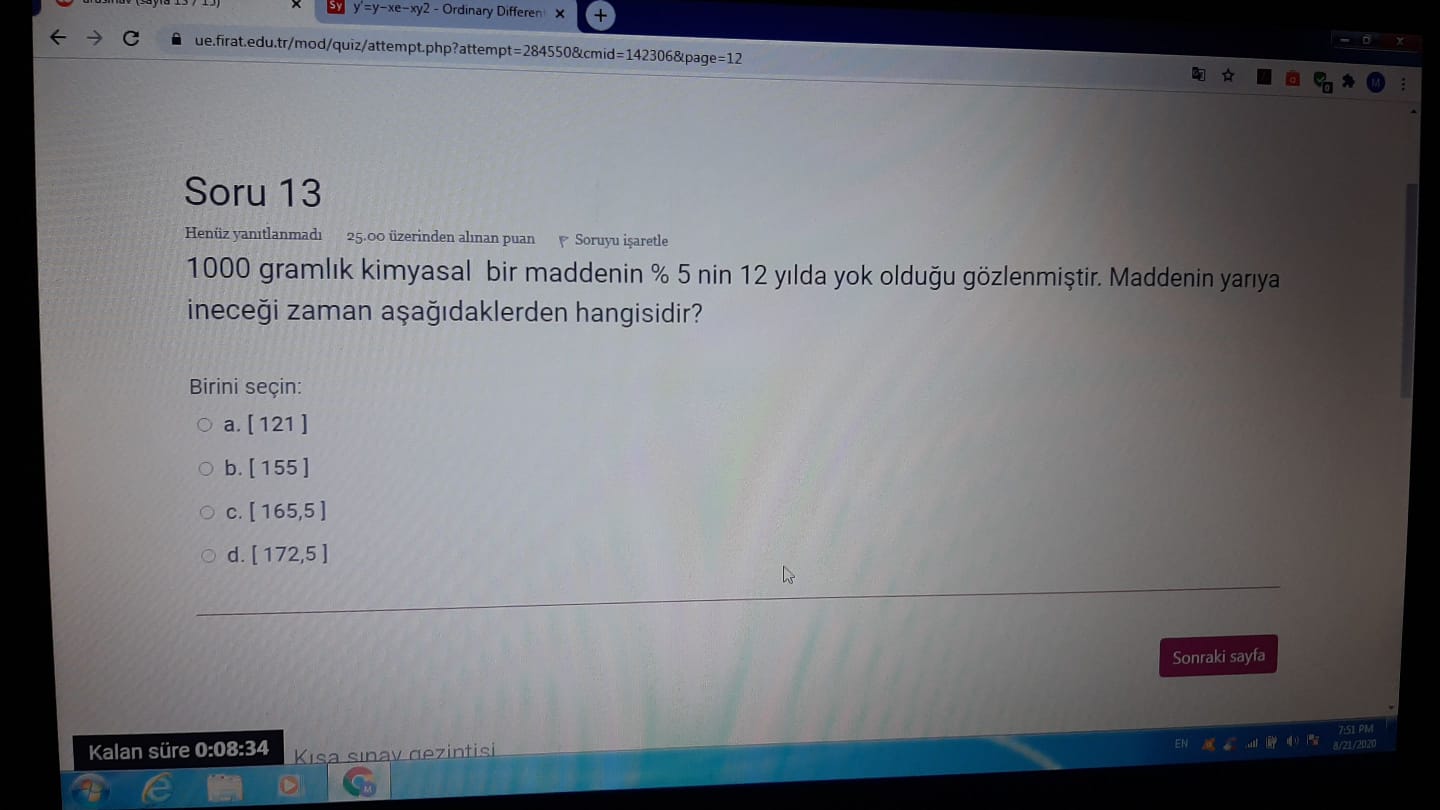 y'=y-xe-xy2 - Ordinary Differen
ue.firat.edu.tr/mod/quiz/attempt.php?attempt=284550&cmid=142306&page=12
Soru 13
Henüz yanıtlanmadı 25.00 üzerinden alınan puan Soruyu işaretle
1000 gramlık kimyasal bir maddenin % 5 nin 12 yılda yok olduğu gözlenmiştir. Maddenin yarıya
ineceği zaman aşağıdaklerden hangisidir?
Birini seçin:
a. [ 121 ]
b. [ 155 ]
c. [ 165,5 ]
d. [ 172,5 ]
Sonraki sayfa
Kalan süre 0:08:34
Kısa sınav gezintisi
EN
7:51 PM
8/21/2020